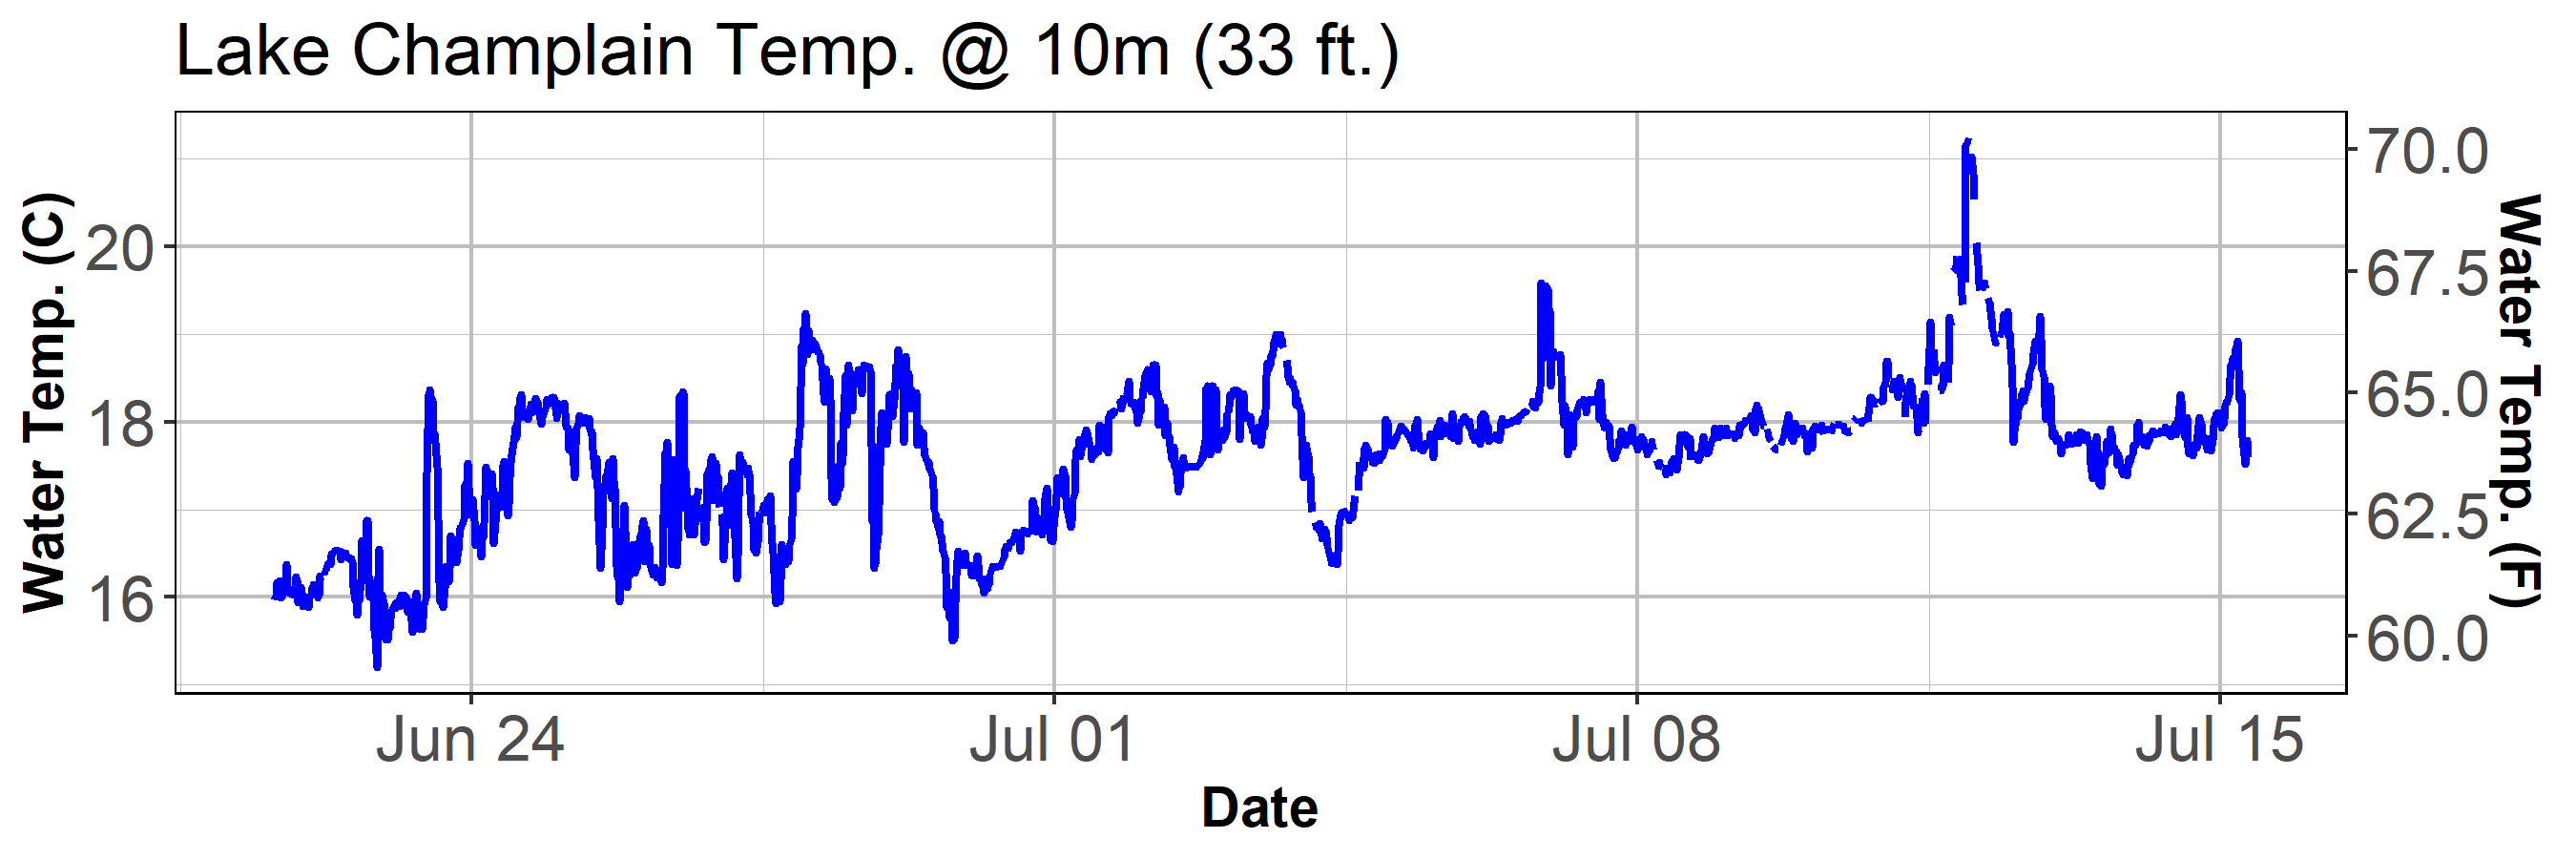 Lake Champlain Temp. @ 10m (33 ft.)
Water Temp. (C)
20
18
16
70.0
67.5
65.0
62.5
60.0
Water Temp. (F)
Jun 24
Jul 01
Jul 08
Jul 15
Date